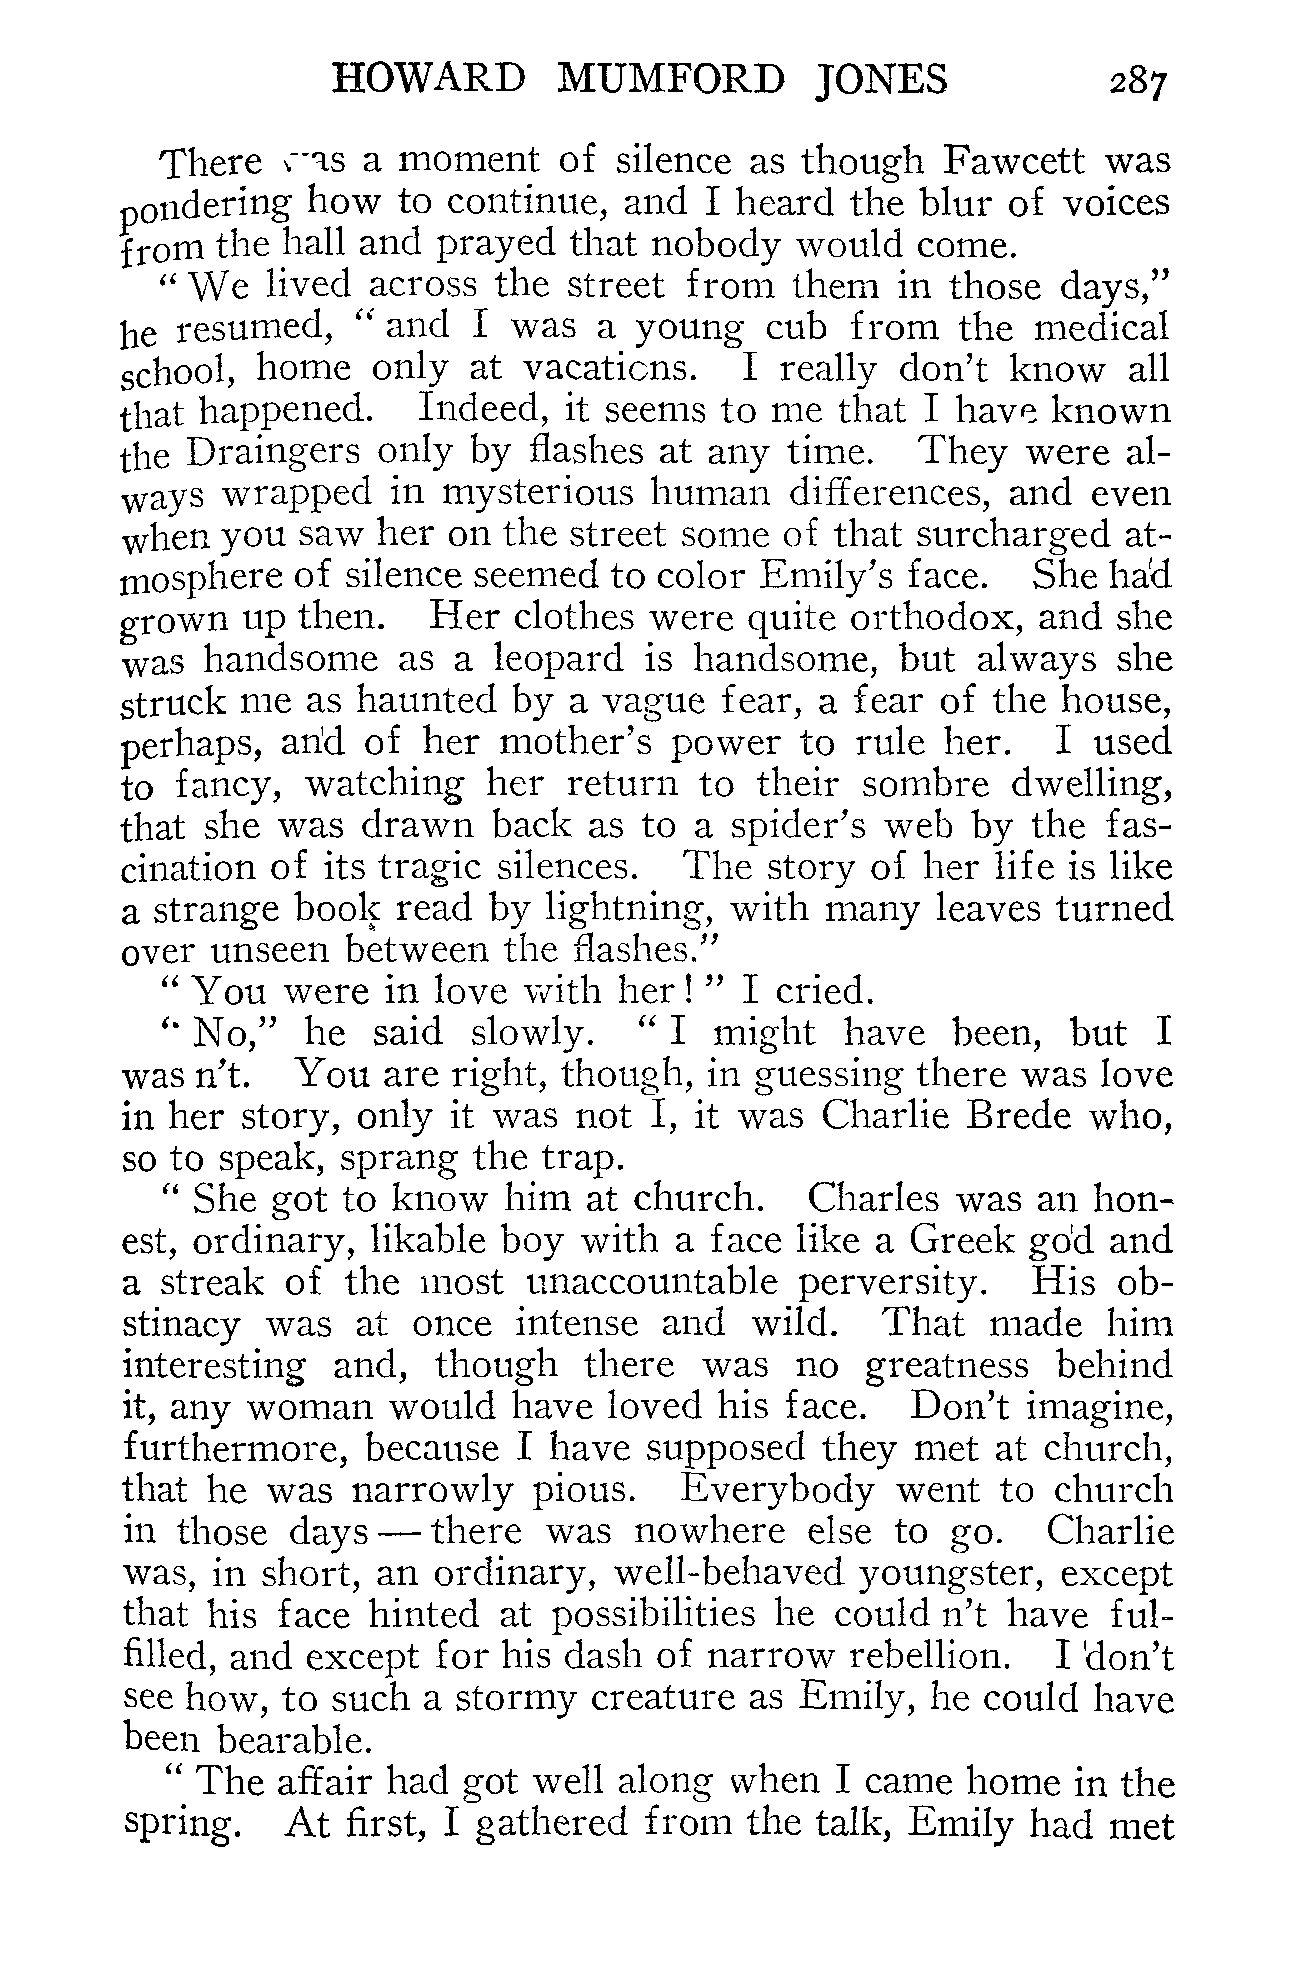 HOWARD MUMFORD JONES 287
There was a moment of silence as though Fawcett was
pondering how to continue, and I heard the blur of voices
from the hall and prayed that nobody would come.
“ We lived across the street from them in those days,”
he resumed, “ and I was a young cub from the medical
school, home only at vacations. I really don’t know all
that happened. Indeed, it seems to me that I have known
the Draingers only by flashes at any time. They were al-
ways wrapped in mysterious human differences, and even
when you saw her on the street some of that surcharged at-
mosphere of silence seemed to color Emily’s face. She had
grown up then. Her clothes were quite orthodox, and she
was handsome as a leopard is handsome, but always she
struck me as haunted by a vague fear, a fear of the house,
perhaps, and of her mother’s power to rule her. I used
to fancy, watching her return to their sombre dwelling,
that she was drawn back as to a spider’s web by the fas-
cination of its tragic silences. The story of her life is like
a strange book read by lightning, with many leaves turned
over unseen between the flashes.”
“ You were in love with her ! ” I cried.
“ No,” he said slowly. “ I might have been, but I
was n’t. You are right, though, in guessing there was love
in her story, only it was not I, it was Charlie Brede who,
so to speak, sprang the trap.
“ She got to know him at church. Charles was an hon-
est, ordinary, likable boy with a face like a Greek god and
a streak of the most unaccountable perversity. His ob-
stinacy was at once intense and wild. That made him
interesting and, though there was no greatness behind
it, any woman would have loved his face. Don’t imagine,
furthermore, because I have supposed they met at church,
that he was narrowly pious. Everybody went to church
in those days — there was nowhere else to go. Charlie
was, in short, an ordinary, well-behaved youngster, except
that his face hinted at possibilities he could n’t have ful-
filled, and except for his dash of narrow rebellion. I don’t
see how, to such a stormy creature as Emily, he could have
been bearable.
“ The affair had got well along when I came home in the
spring. At first, I gathered from the talk, Emily had met